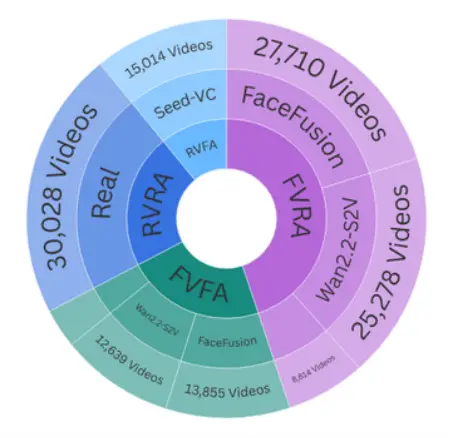 15,014 Videos
27,710 Videos
Seed-VC
FaceFusion
RVFA
30,028 Videos
Real
RVRA
FVRA
Wan2.2-S2V
25,278 Videos
FVFA
Wan2.2-S2V
FaceFusion
12,639 Videos
13,855 Videos
8,614 Videos